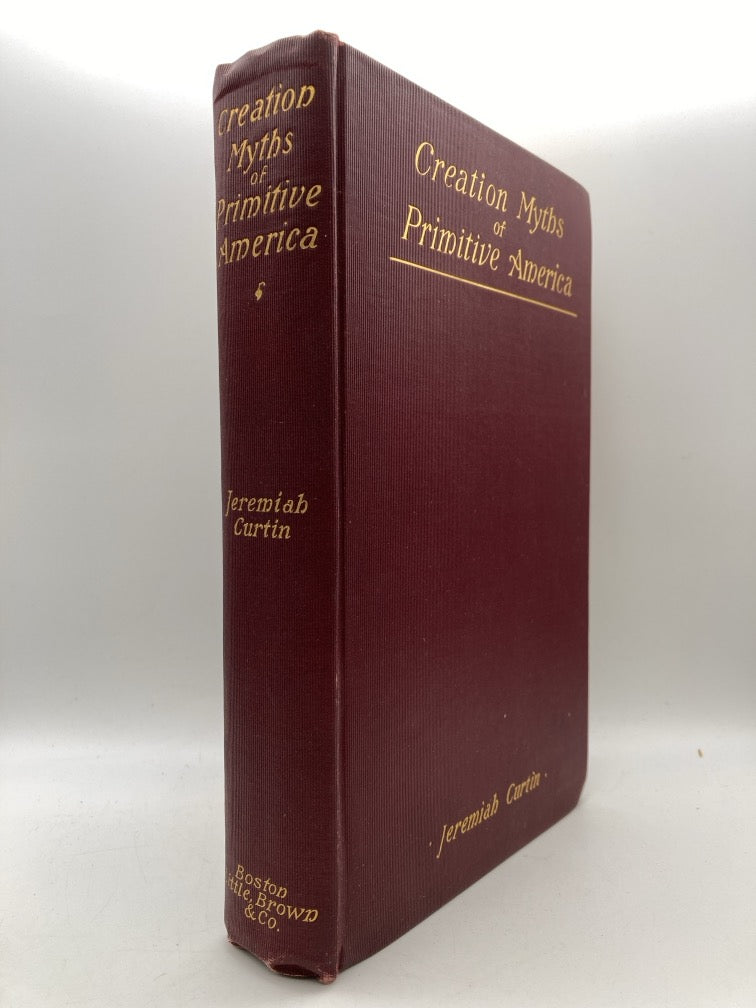 Creation
Myths
of
Primitive
America
Jeremiah
Curtin
Boston
Little, Brown
& Co.
Creation Myths
of
Primitive America
Jeremiah Curtin